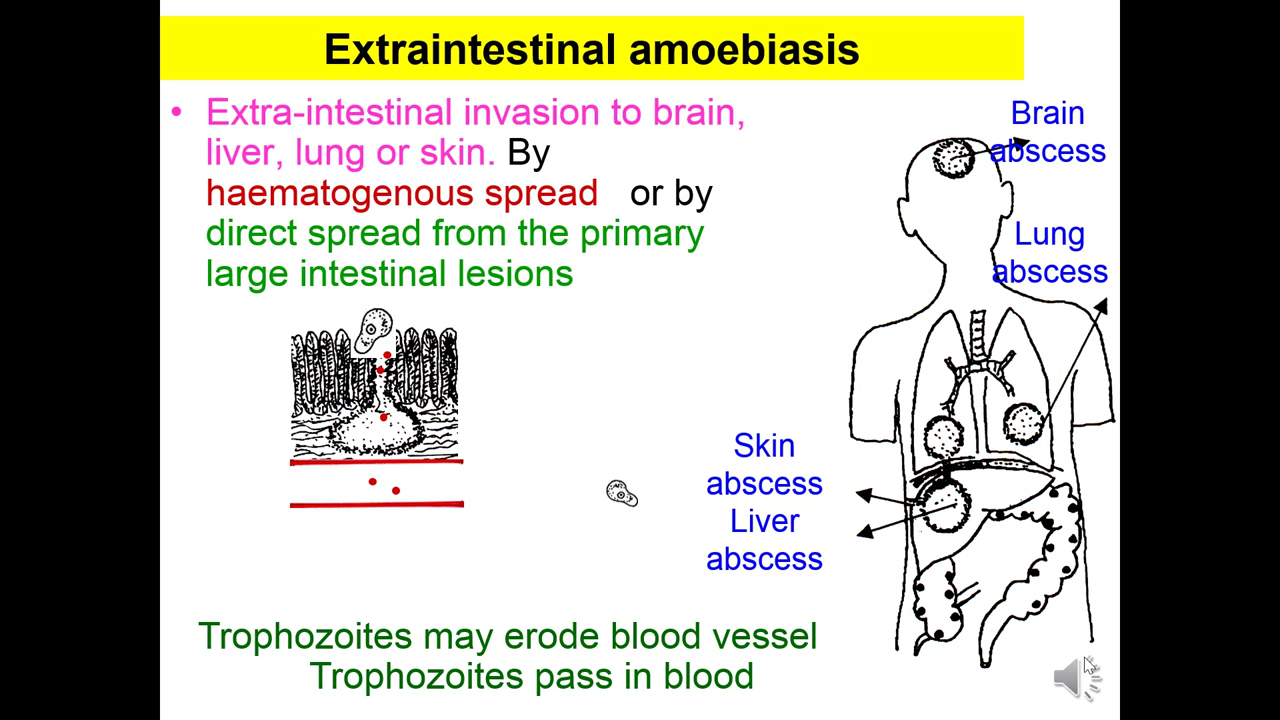 Extraintestinal amoebiasis
• Extra-intestinal invasion to brain,
liver, lung or skin. By
haematogenous spread or by
direct spread from the primary
large intestinal lesions
Brain
abscess
Lung
abscess
Skin
abscess
Liver
abscess
Trophozoites may erode blood vessel
Trophozoites pass in blood